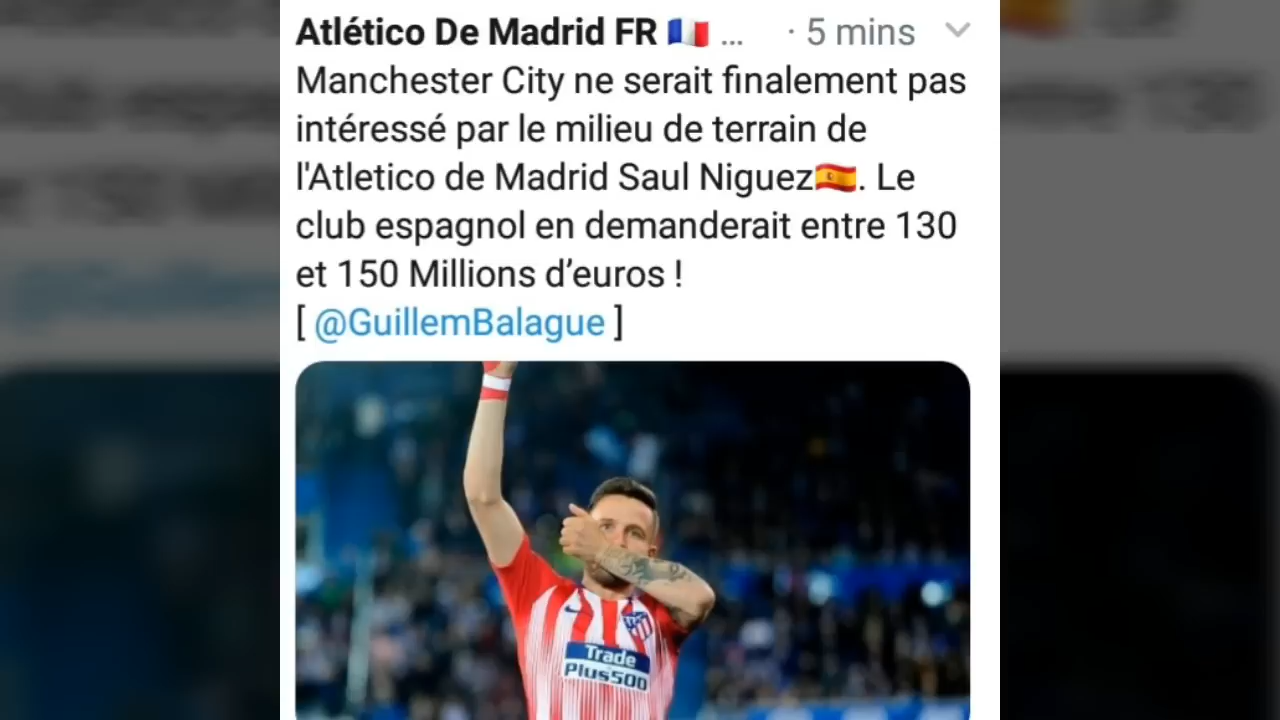 Atlético De Madrid FR 🇫🇷 ... · 5 mins
Manchester City ne serait finalement pas
intéressé par le milieu de terrain de
l'Atletico de Madrid Saul Niguez🇪🇸. Le
club espagnol en demanderait entre 130
et 150 Millions d’euros !
[ @GuillemBalague ]
Trade
Plus500